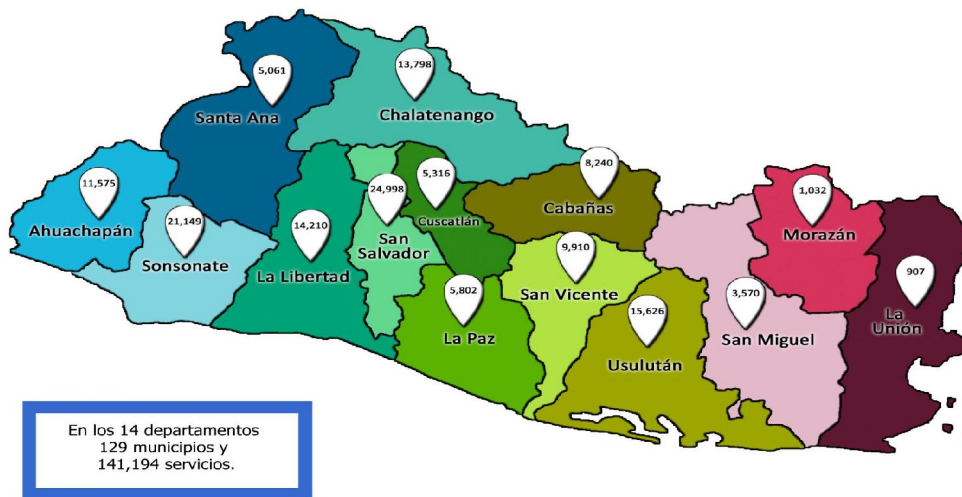 5,061
Santa Ana
13,798
Chalatenango
11,575
Ahuachapán
21,149
Sonsonate
14,210
La Libertad
24,998
San
Salvador
5,316
Cuscatlán
8,240
Cabañas
5,802
La Paz
9,910
San Vicente
15,626
Usulután
3,570
San Miguel
1,032
Morazán
907
La
Unión
En los 14 departamentos
129 municipios y
141,194 servicios.